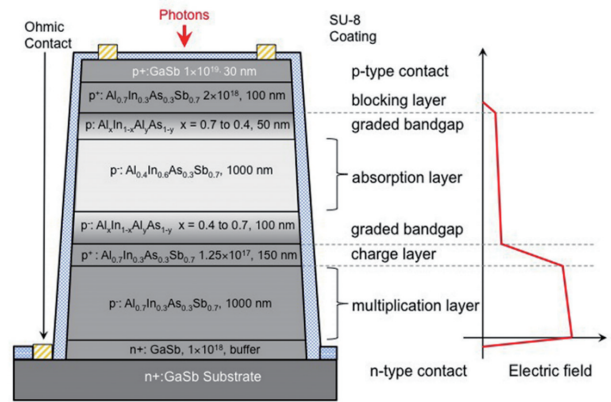 Photons
Ohmic
Contact
SU-8
Coating
p+:GaSb 1×10¹⁹, 30 nm
p-type contact
p⁺: Al₀.₇In₀.₃As₀.₃Sb₀.₇ 2×10¹⁸, 100 nm
blocking layer
p: AlₓIn₁₋ₓAlᵧAs₁₋ᵧ x = 0.7 to 0.4, 50 nm
graded bandgap
p⁻: Al₀.₄In₀.₆As₀.₃Sb₀.₇, 1000 nm
absorption layer
p⁻: AlₓIn₁₋ₓAlᵧAs₁₋ᵧ x = 0.4 to 0.7, 100 nm
graded bandgap
p⁺: Al₀.₇In₀.₃As₀.₃Sb₀.₇ 1.25×10¹⁷, 150 nm
charge layer
p⁻: Al₀.₇In₀.₃As₀.₃Sb₀.₇, 1000 nm
multiplication layer
n+: GaSb, 1×10¹⁸, buffer
n+:GaSb Substrate
n-type contact
Electric field